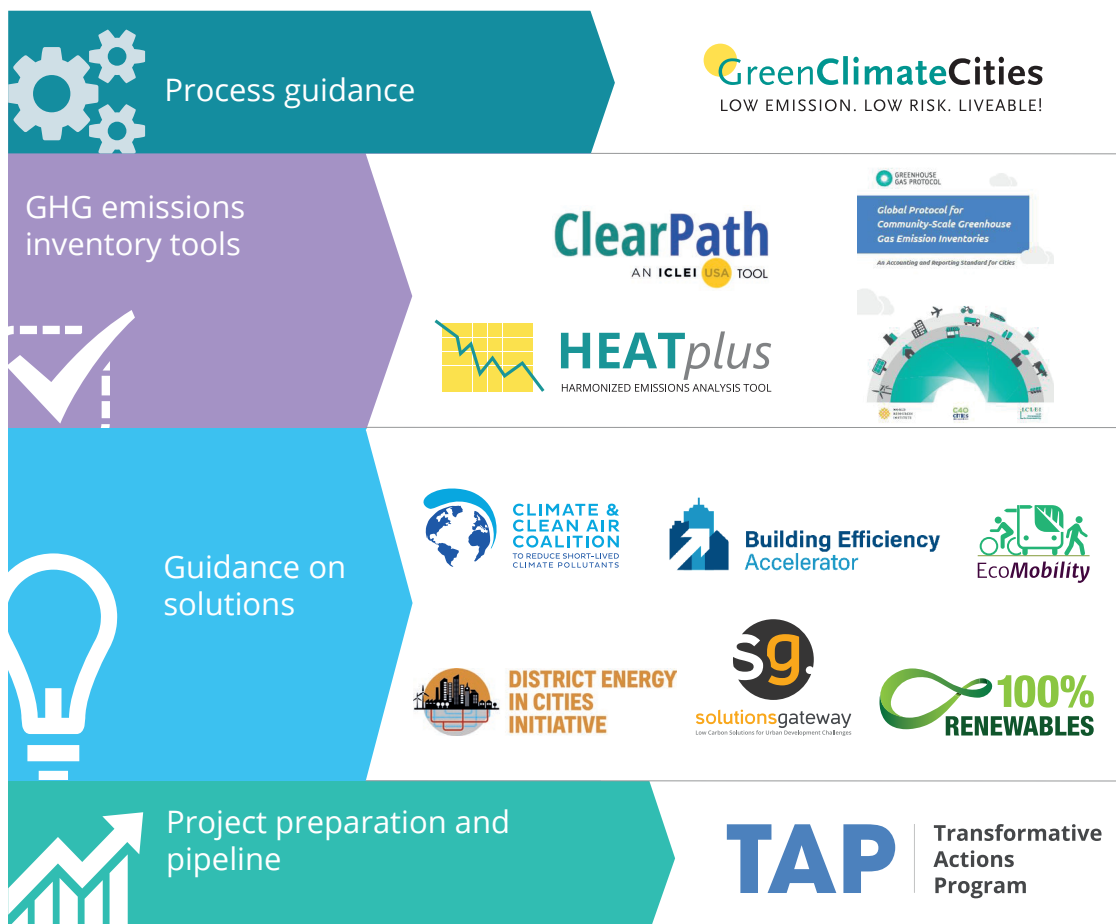 Process guidance
GreenClimateCities
LOW EMISSION. LOW RISK. LIVEABLE!
GHG emissions
inventory tools
ClearPath
AN ICLEI USA TOOL
HEATplus
HARMONIZED EMISSIONS ANALYSIS TOOL
GREENHOUSE
GAS PROTOCOL
Global Protocol for
Community-Scale Greenhouse
Gas Emission Inventories
An Accounting and Reporting Standard for Cities
WORLD
RESOURCES
INSTITUTE
C40
CITIES
ICLEI
Guidance on
solutions
CLIMATE &
CLEAN AIR
COALITION
TO REDUCE SHORT-LIVED
CLIMATE POLLUTANTS
Building Efficiency
Accelerator
EcoMobility
DISTRICT ENERGY
IN CITIES
INITIATIVE
sg.
solutionsgateway
Low Carbon Solutions for Urban Development Challenges
100%
RENEWABLES
Project preparation and
pipeline
TAP
Transformative
Actions
Program